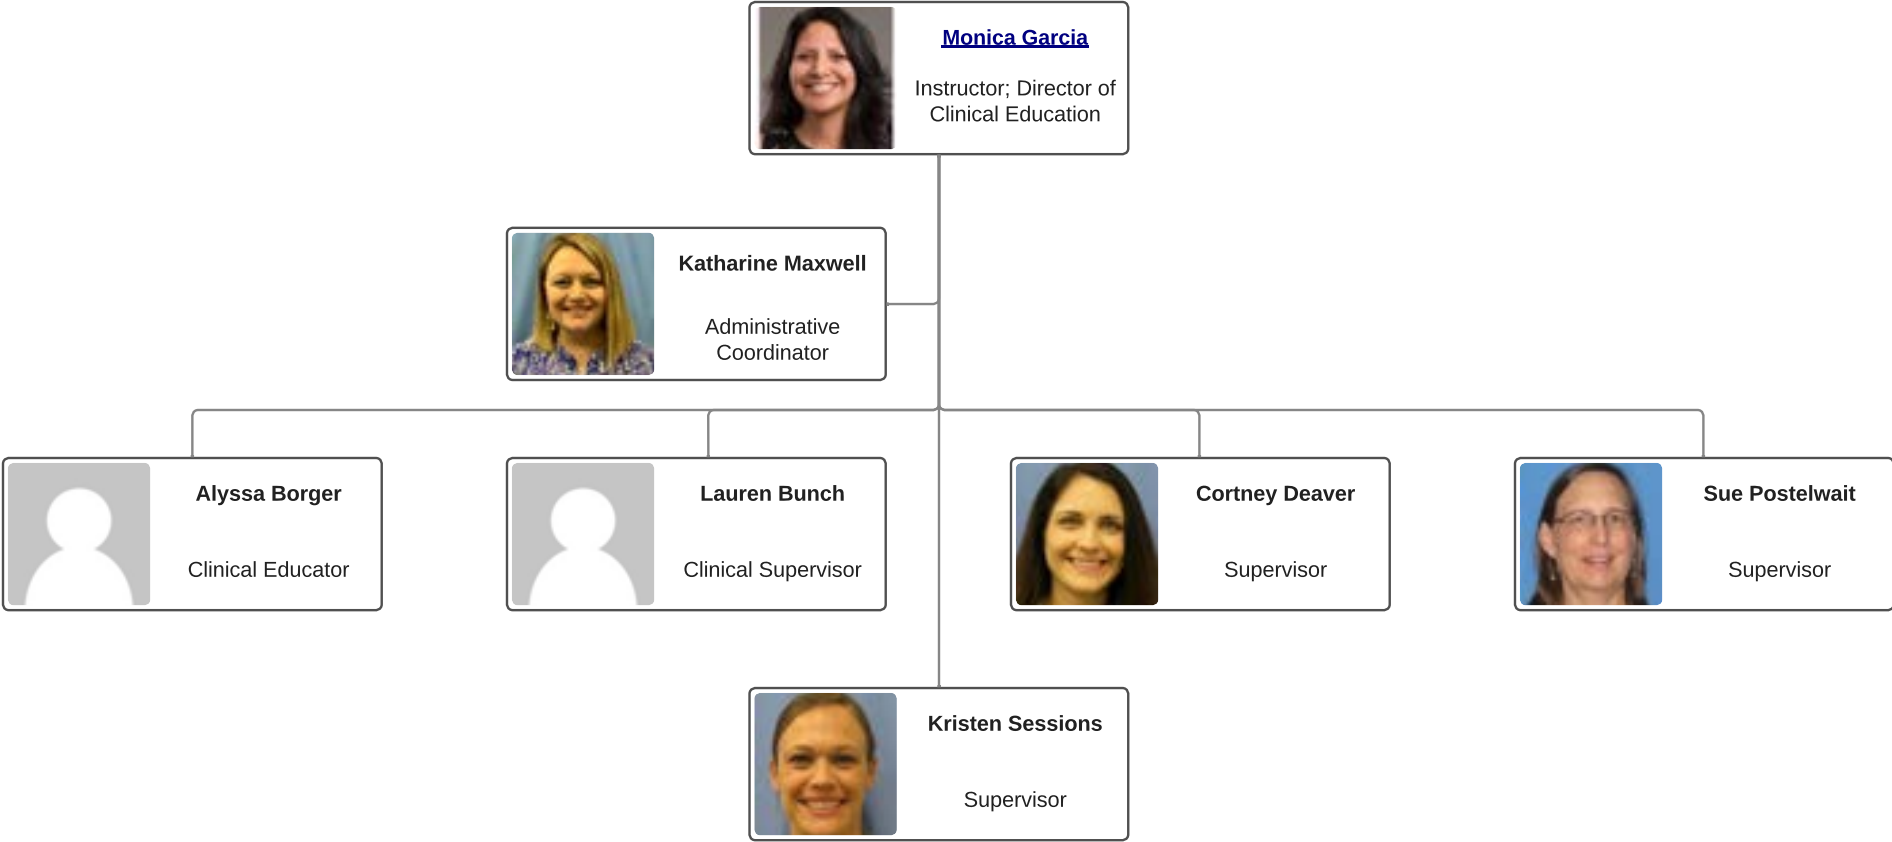 Monica Garcia
Instructor; Director of
Clinical Education
Katharine Maxwell
Administrative
Coordinator
Alyssa Borger
Clinical Educator
Lauren Bunch
Clinical Supervisor
Cortney Deaver
Supervisor
Sue Postelwait
Supervisor
Kristen Sessions
Supervisor